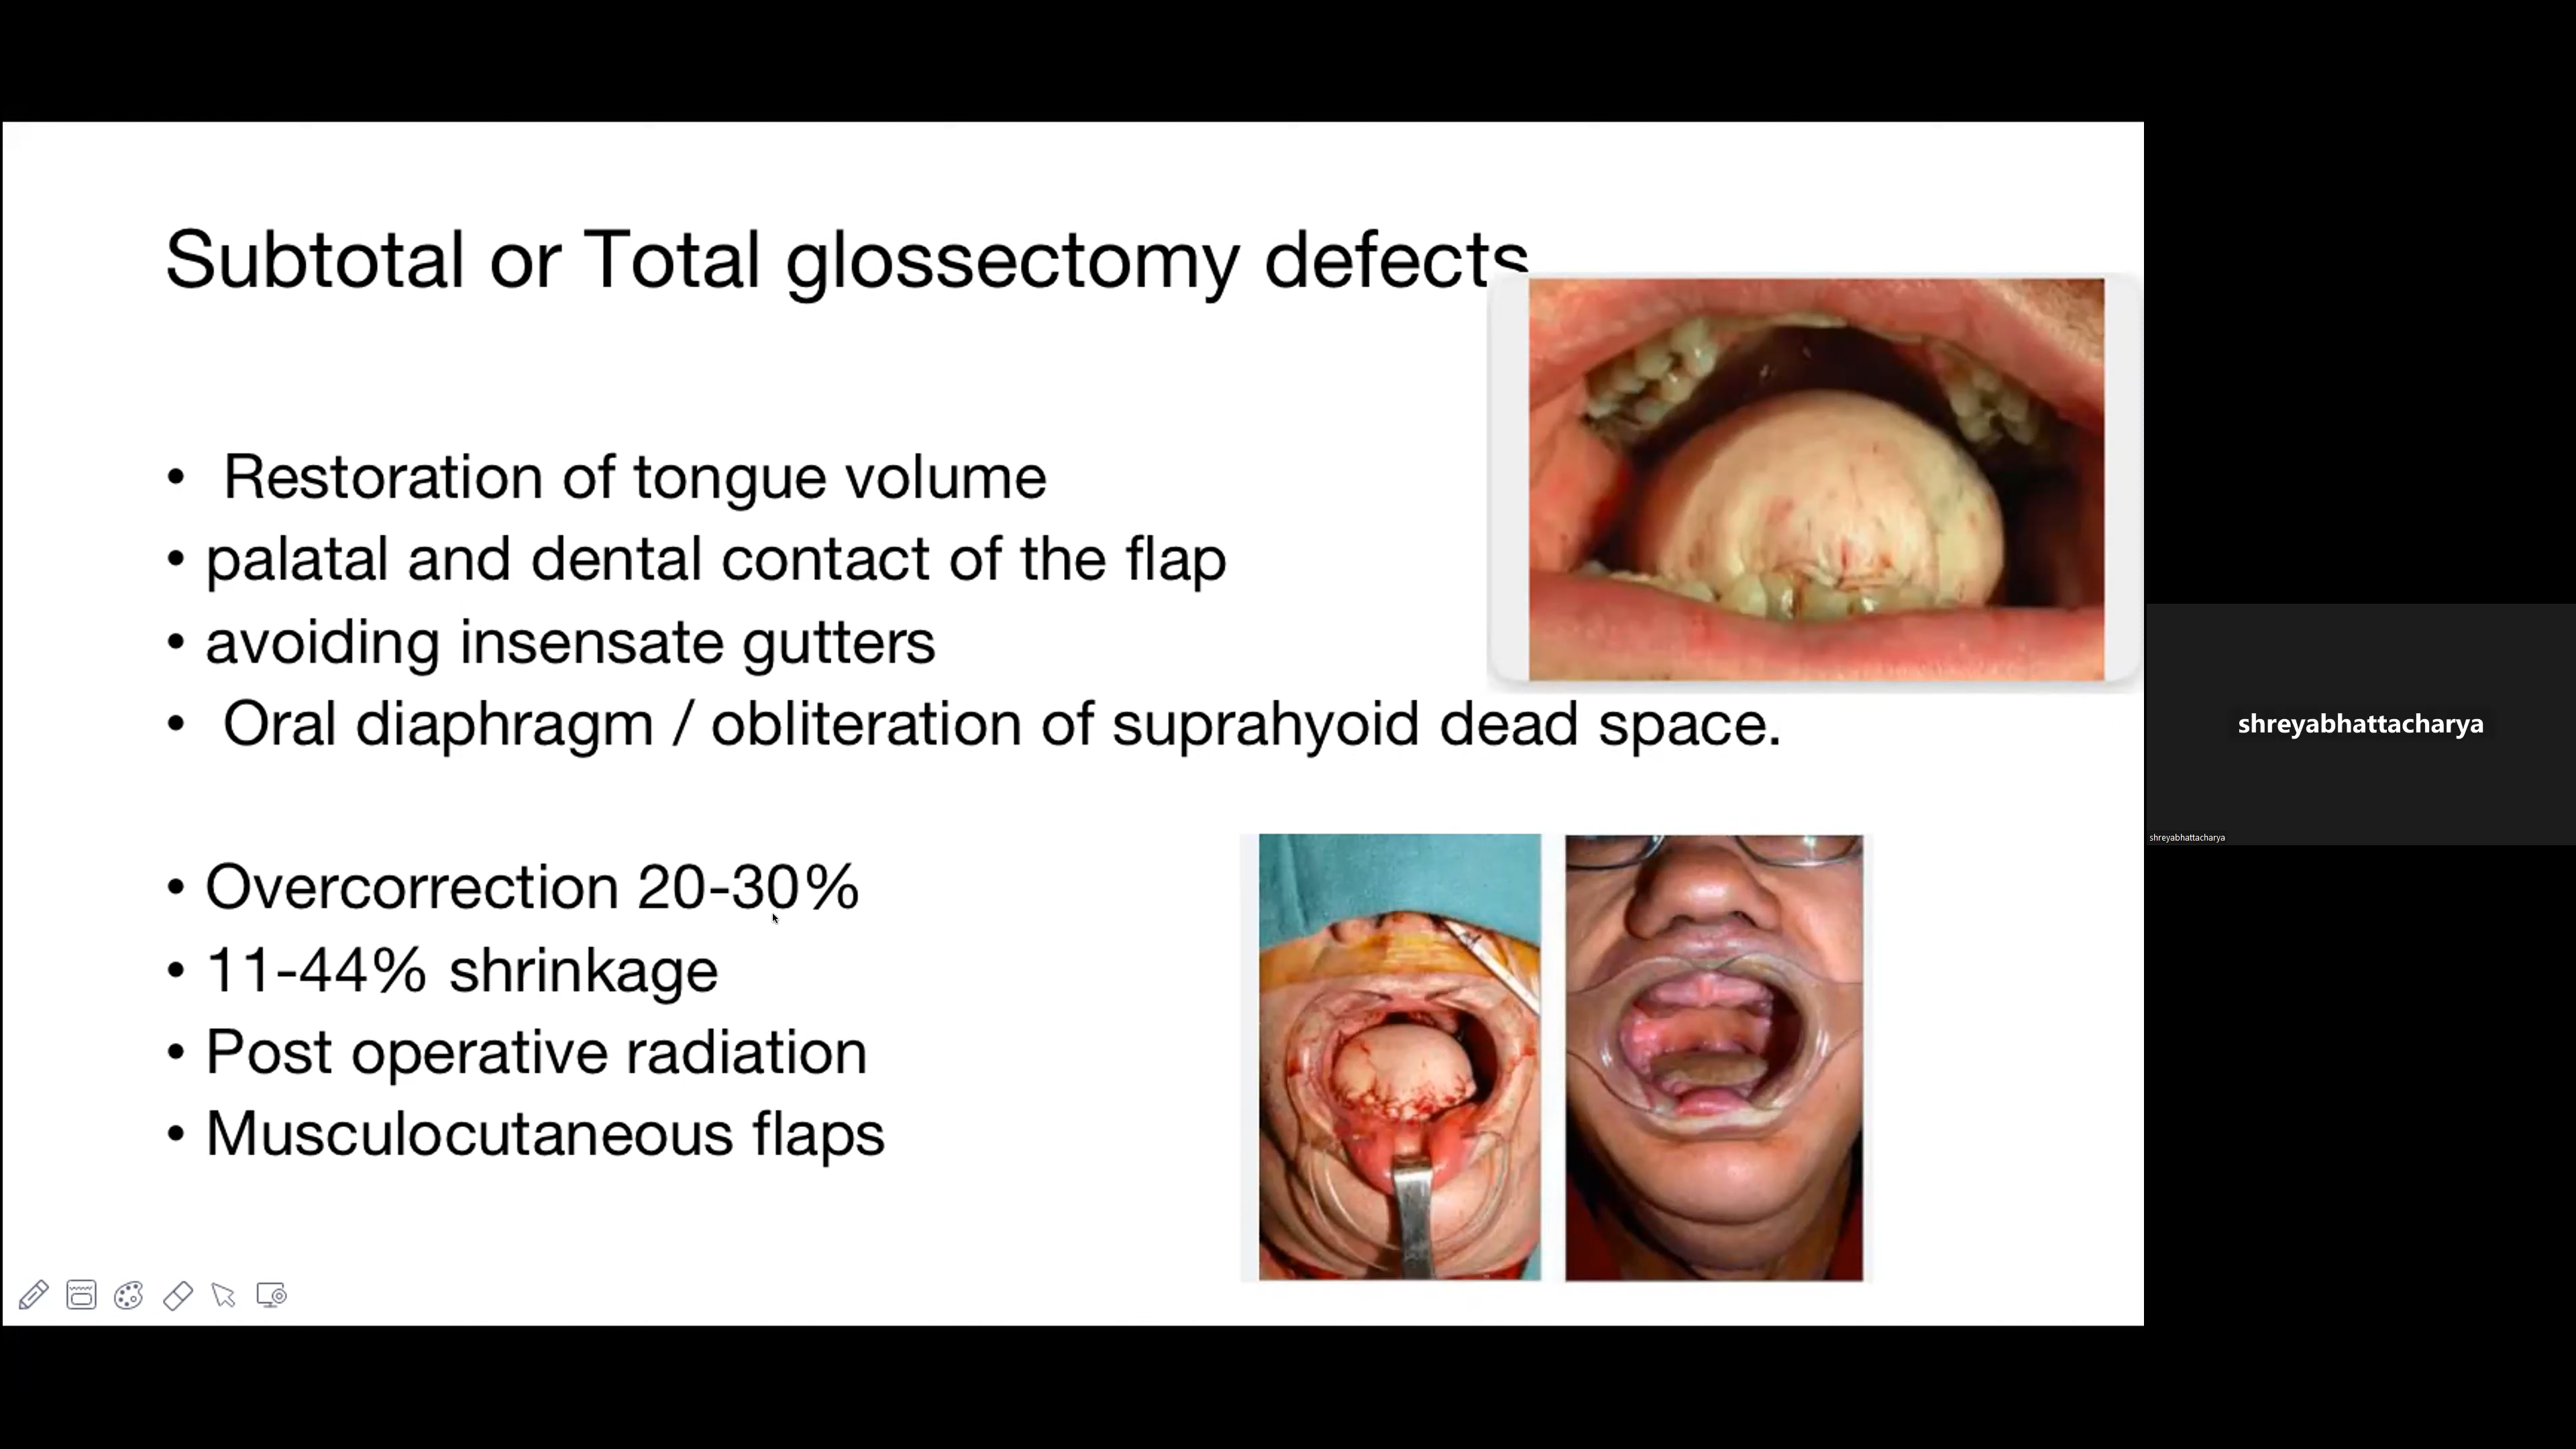 Subtotal or Total glossectomy defects
• Restoration of tongue volume
• palatal and dental contact of the flap
• avoiding insensate gutters
• Oral diaphragm / obliteration of suprahyoid dead space.
• Overcorrection 20-30%
• 11-44% shrinkage
• Post operative radiation
• Musculocutaneous flaps
shreyabhattacharya
shreyabhattacharya